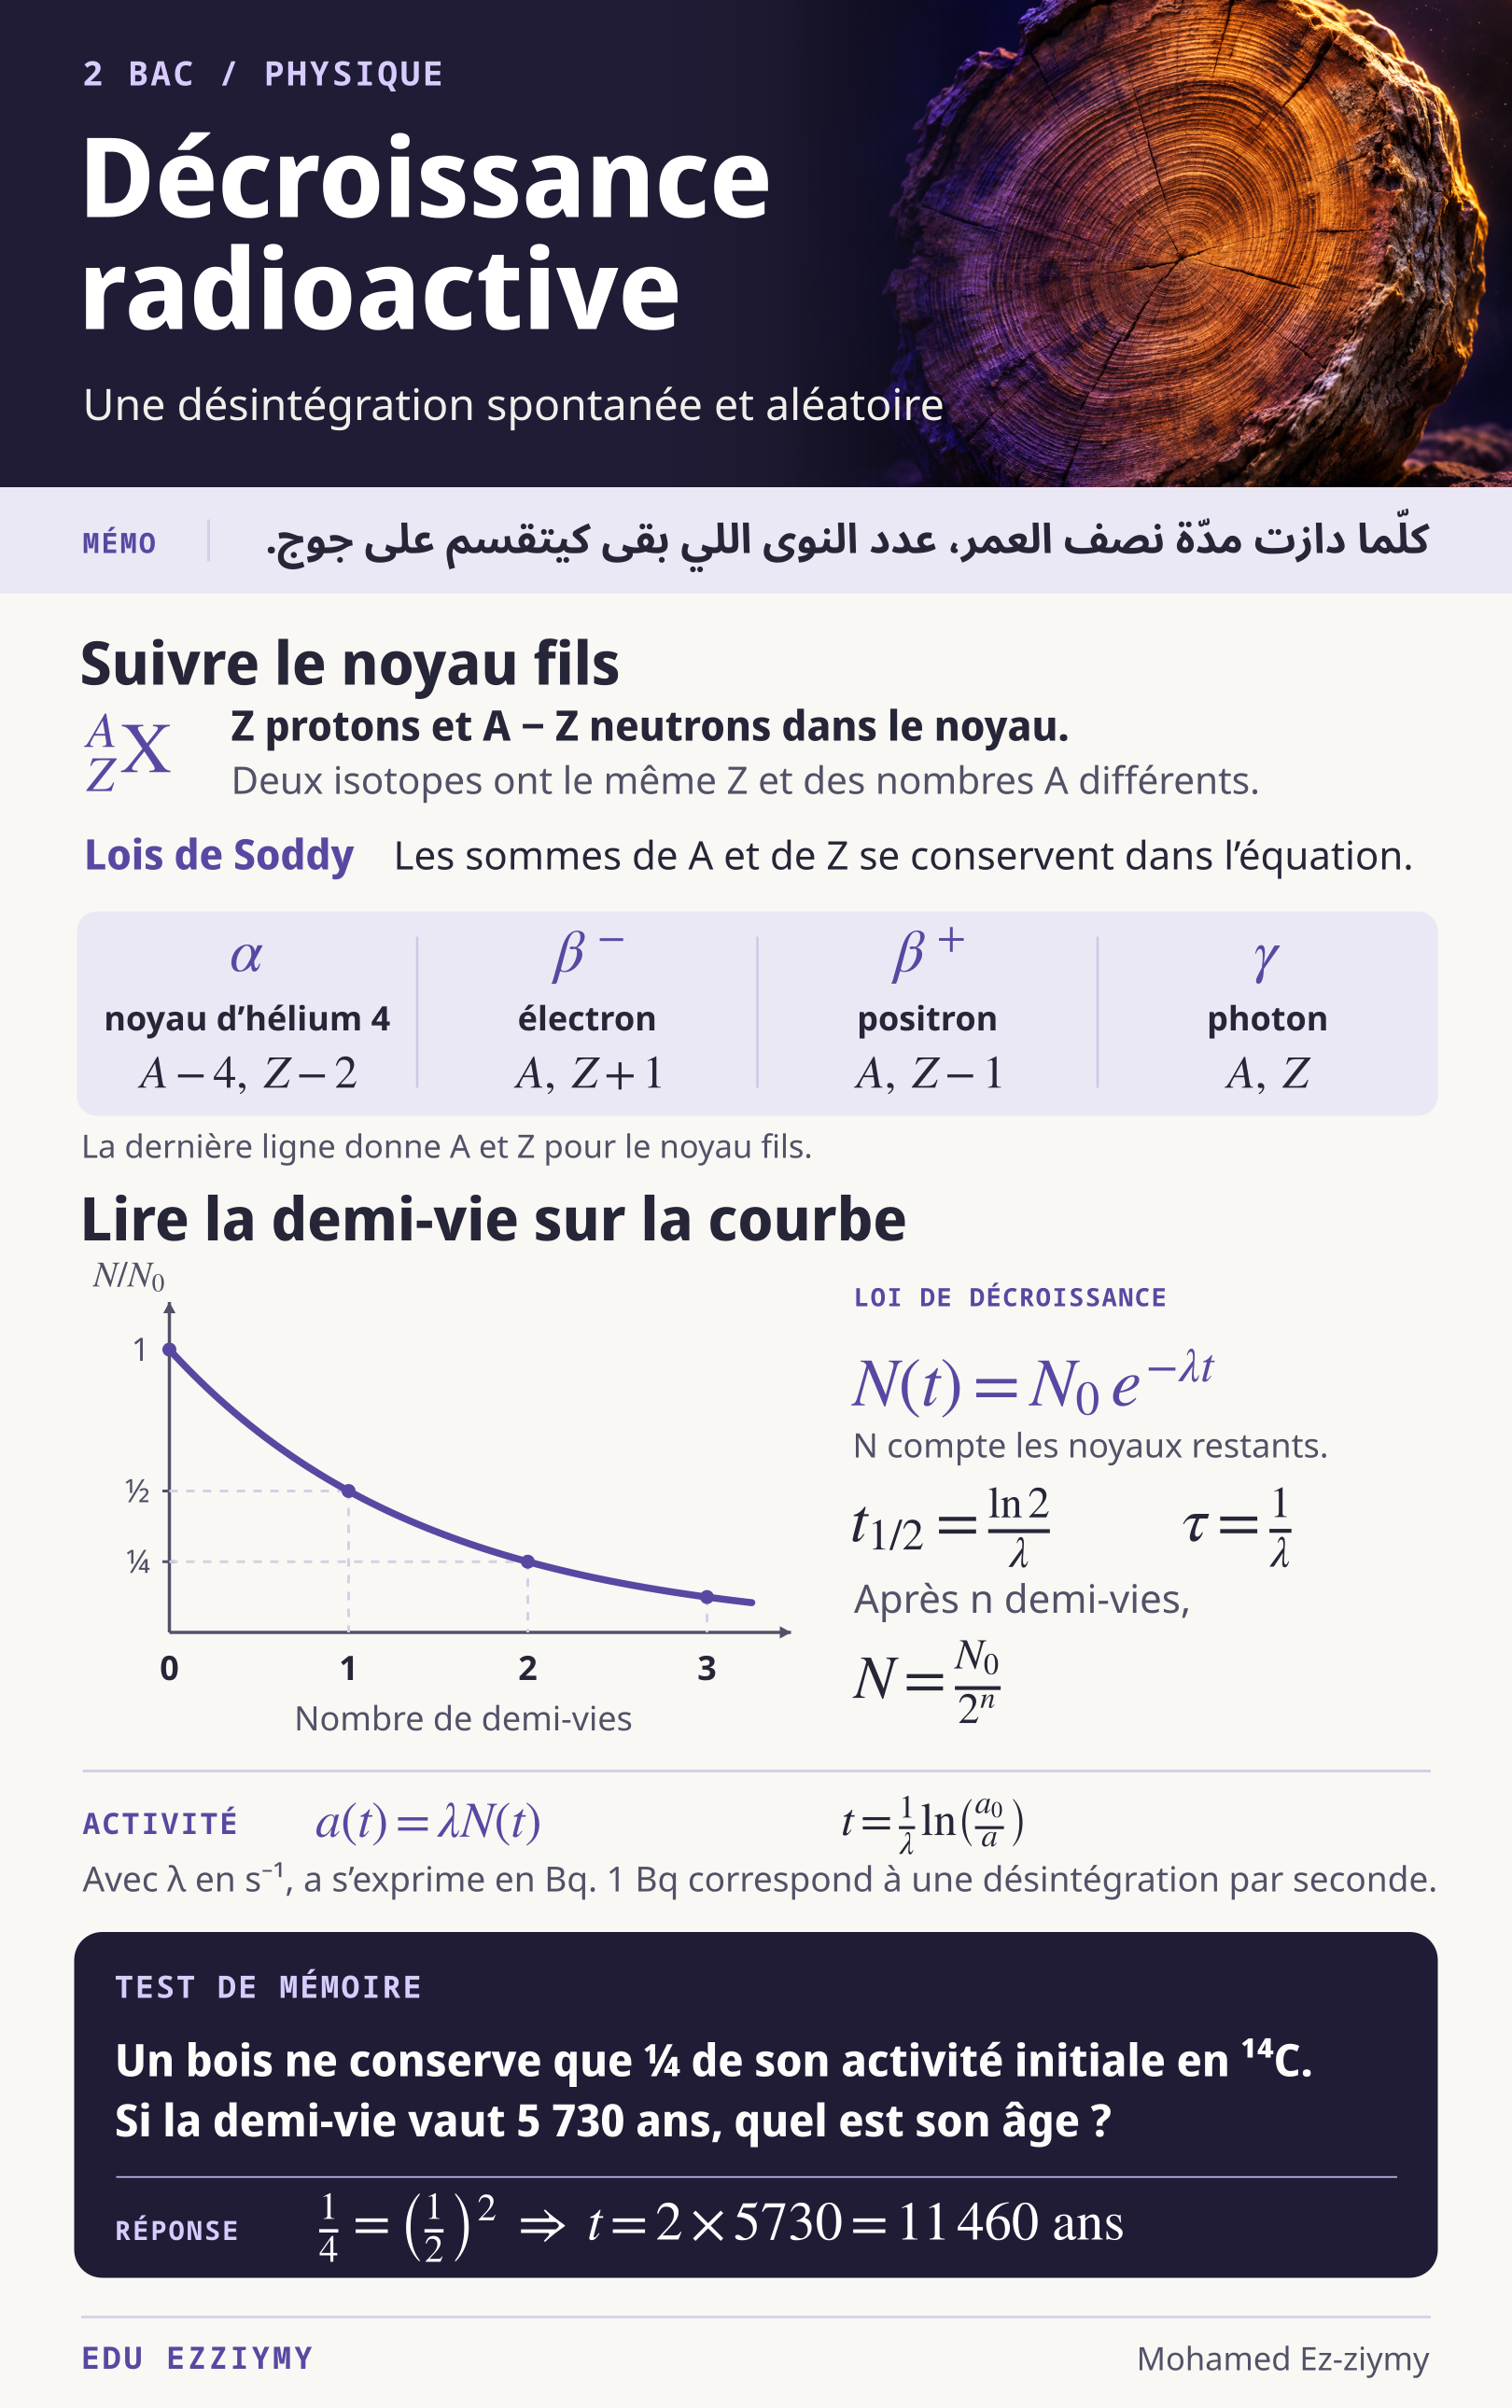 2 BAC / PHYSIQUE
Décroissance
radioactive
Une désintégration spontanée et aléatoire
MÉMO
كلّما دازت مدّة نصف العمر، عدد النوى اللي بقى كيتقسم على جوج.
Suivre le noyau fils
A Z X
Z protons et A − Z neutrons dans le noyau.
Deux isotopes ont le même Z et des nombres A différents.
Lois de Soddy Les sommes de A et de Z se conservent dans l’équation.
α β⁻ β⁺ γ
noyau d’hélium 4 électron positron photon
A − 4, Z − 2 A, Z + 1 A, Z − 1 A, Z
La dernière ligne donne A et Z pour le noyau fils.
Lire la demi-vie sur la courbe
N/N₀
1
½
¼
0 1 2 3
Nombre de demi-vies
LOI DE DÉCROISSANCE
N(t) = N₀ e^(−λt)
N compte les noyaux restants.
t₁/₂ = ln 2 / λ τ = 1 / λ
Après n demi-vies,
N = N₀ / 2ⁿ
ACTIVITÉ a(t) = λN(t) t = 1/λ ln(a₀/a)
Avec λ en s⁻¹, a s’exprime en Bq. 1 Bq correspond à une désintégration par seconde.
TEST DE MÉMOIRE
Un bois ne conserve que ¼ de son activité initiale en ¹⁴C.
Si la demi-vie vaut 5 730 ans, quel est son âge ?
RÉPONSE 1/4 = (1/2)² ⇒ t = 2 × 5730 = 11 460 ans
EDU EZZIYMY
Mohamed Ez-ziymy